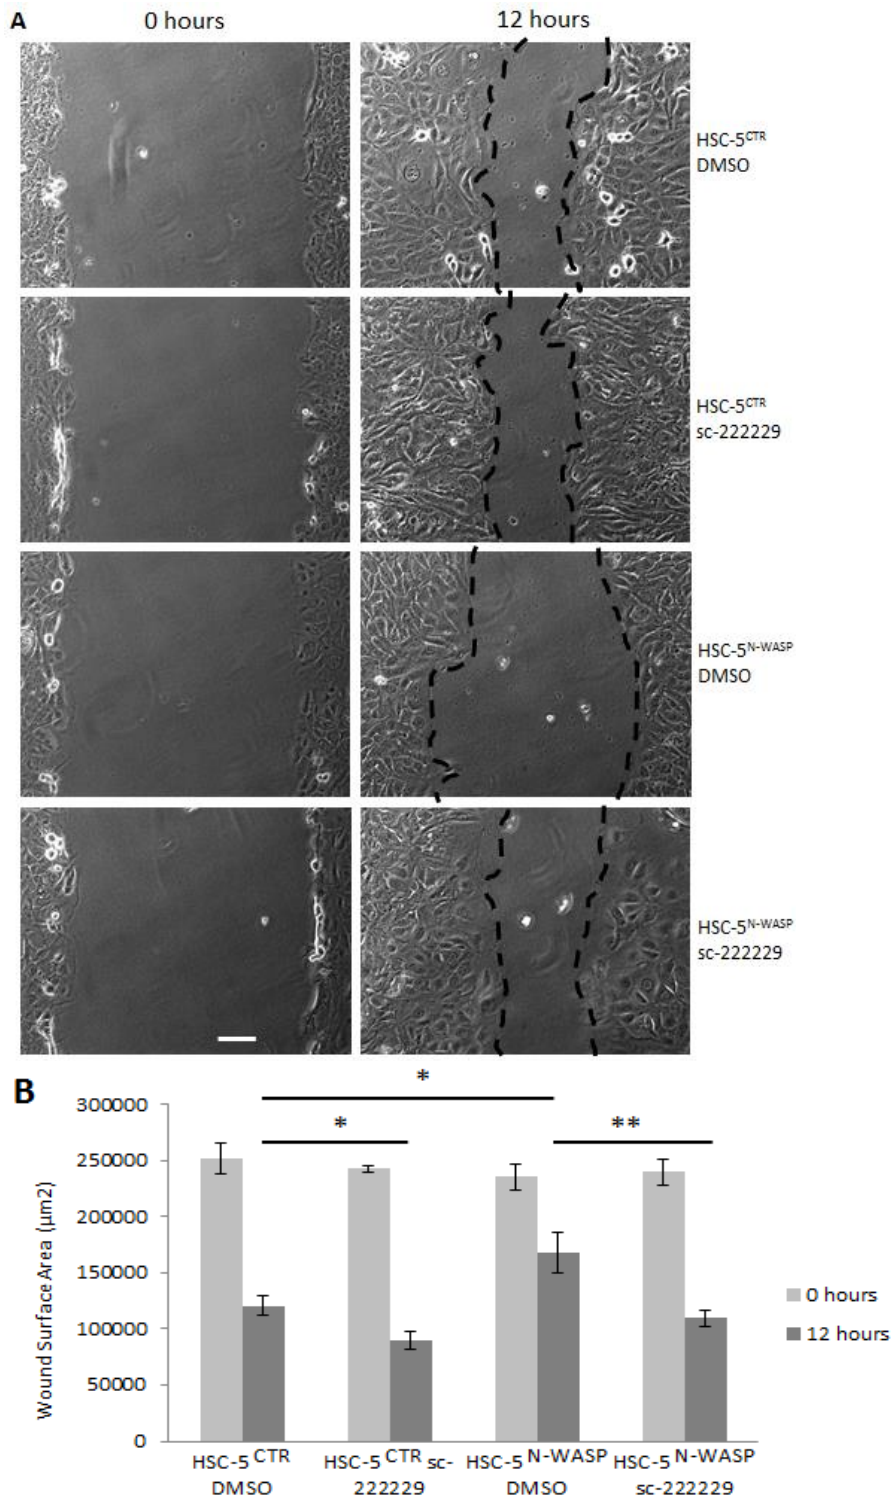 A
0 hours
12 hours
HSC-5CTR
DMSO
HSC-5CTR
sc-222229
HSC-5N-WASP
DMSO
HSC-5N-WASP
sc-222229
B
*
*
**
300000
250000
200000
150000
100000
50000
0
Wound Surface Area (µm2)
0 hours
12 hours
HSC-5 CTR
DMSO
HSC-5 CTR sc-
222229
HSC-5 N-WASP
DMSO
HSC-5 N-WASP
sc-222229